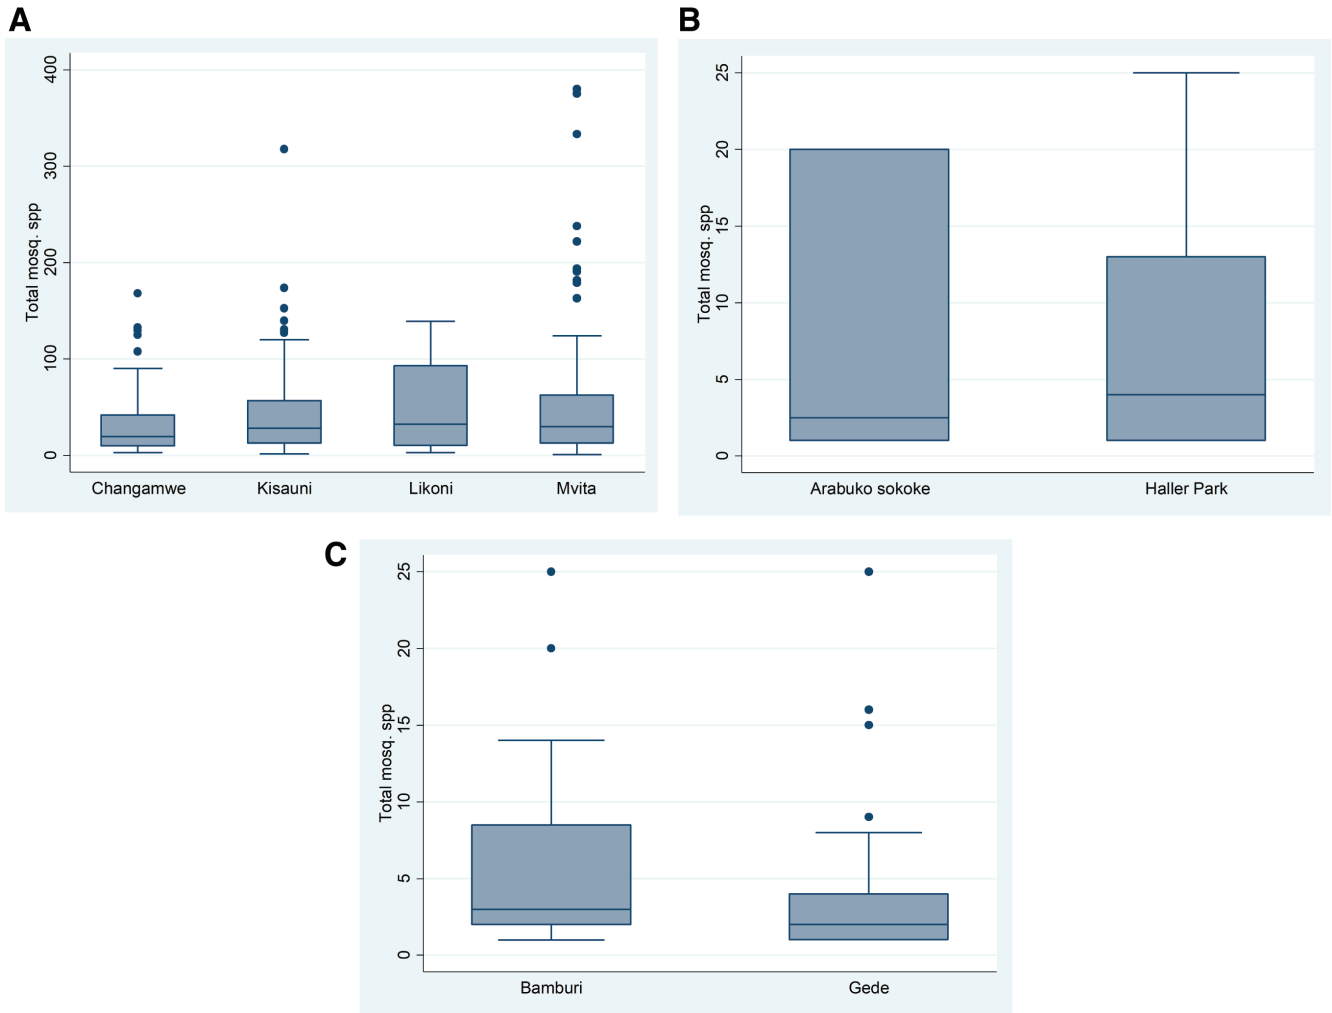 A
Total mosq. spp
400
300
200
100
0
Changamwe Kisauni Likoni Mvita
B
Total mosq. spp
25
20
15
10
5
0
Arabuko sokoke Haller Park
C
Total mosq. spp
25
20
15
10
5
0
Bamburi Gede